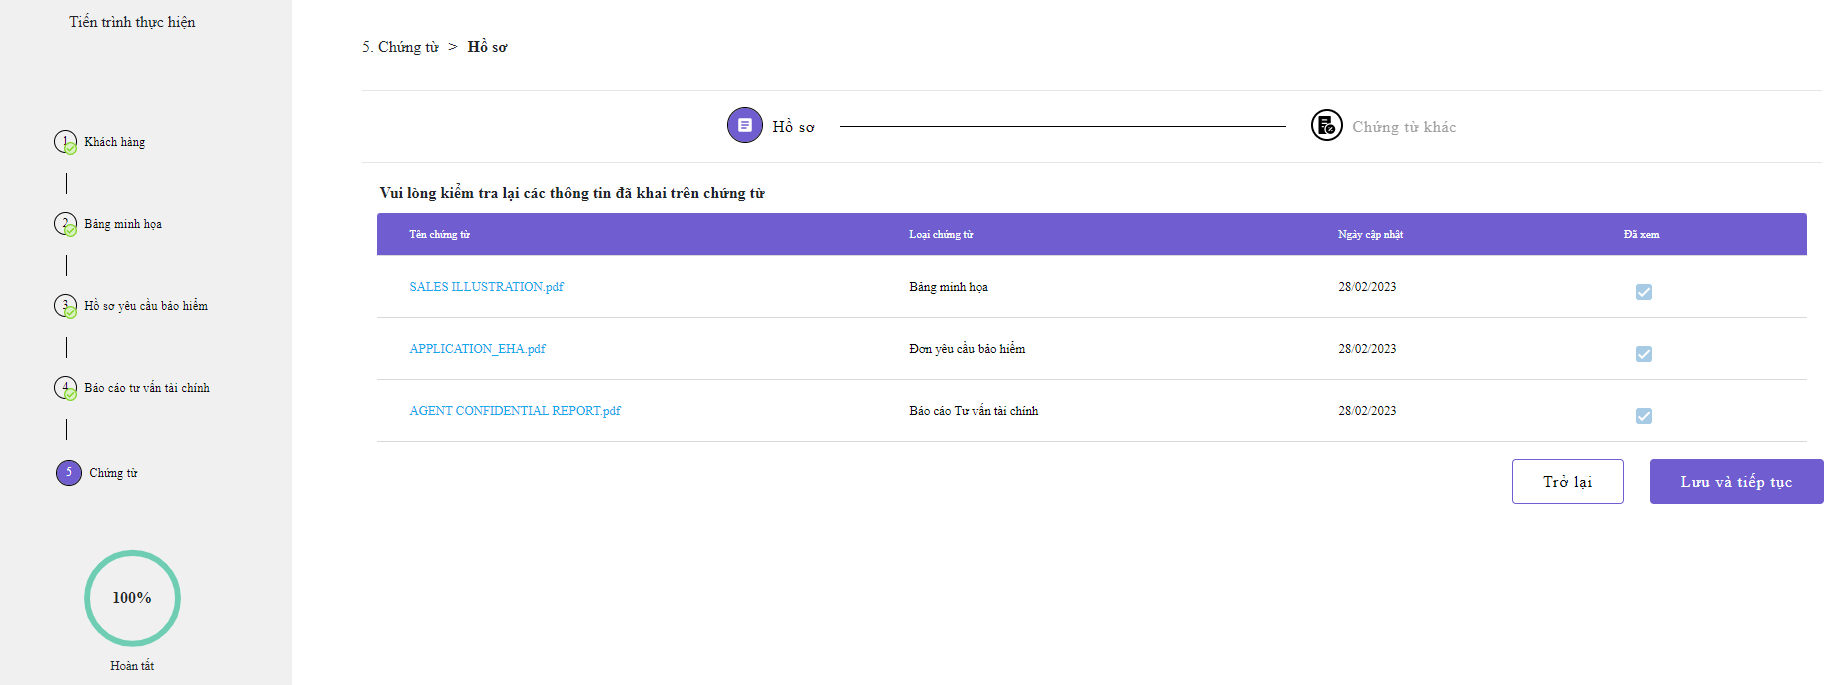 Tiến trình thực hiện
1 Khách hàng
2 Bảng minh họa
3 Hồ sơ yêu cầu bảo hiểm
4 Báo cáo tư vấn tài chính
5 Chứng từ
100%
Hoàn tất
5. Chứng từ > Hồ sơ
Hồ sơ Chứng từ khác
Vui lòng kiểm tra lại các thông tin đã khai trên chứng từ
Tên chứng từ Loại chứng từ Ngày cập nhật Đã xem
SALES ILLUSTRATION.pdf Bảng minh họa 28/02/2023
APPLICATION_EHA.pdf Đơn yêu cầu bảo hiểm 28/02/2023
AGENT CONFIDENTIAL REPORT.pdf Báo cáo Tư vấn tài chính 28/02/2023
Trở lại Lưu và tiếp tục